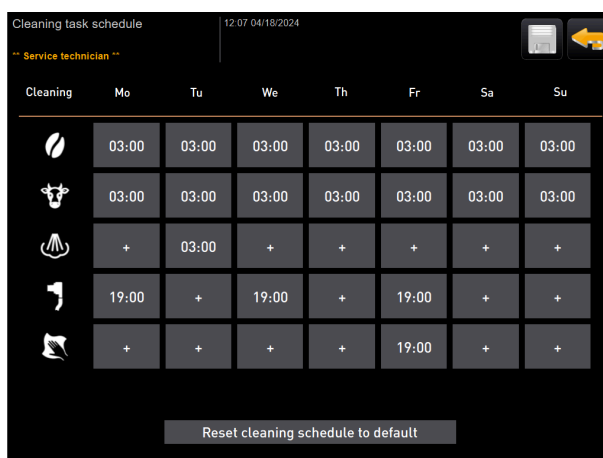 Cleaning task schedule
12:07 04/18/2024
** Service technician **
Cleaning Mo Tu We Th Fr Sa Su
03:00 03:00 03:00 03:00 03:00 03:00 03:00
03:00 03:00 03:00 03:00 03:00 03:00 03:00
+ 03:00 + + + + +
19:00 + 19:00 + 19:00 + +
+ + + + 19:00 + +
Reset cleaning schedule to default